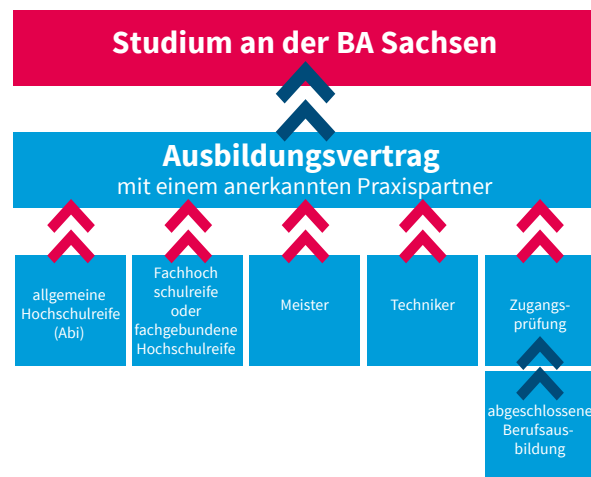 Studium an der BA Sachsen
Ausbildungsvertrag
mit einem anerkannten Praxispartner
allgemeine
Hochschulreife
(Abi)
Fachhoch
schulreife
oder
fachgebundene
Hochschulreife
Meister
Techniker
Zugangs-
prüfung
abgeschlossene
Berufsaus-
bildung